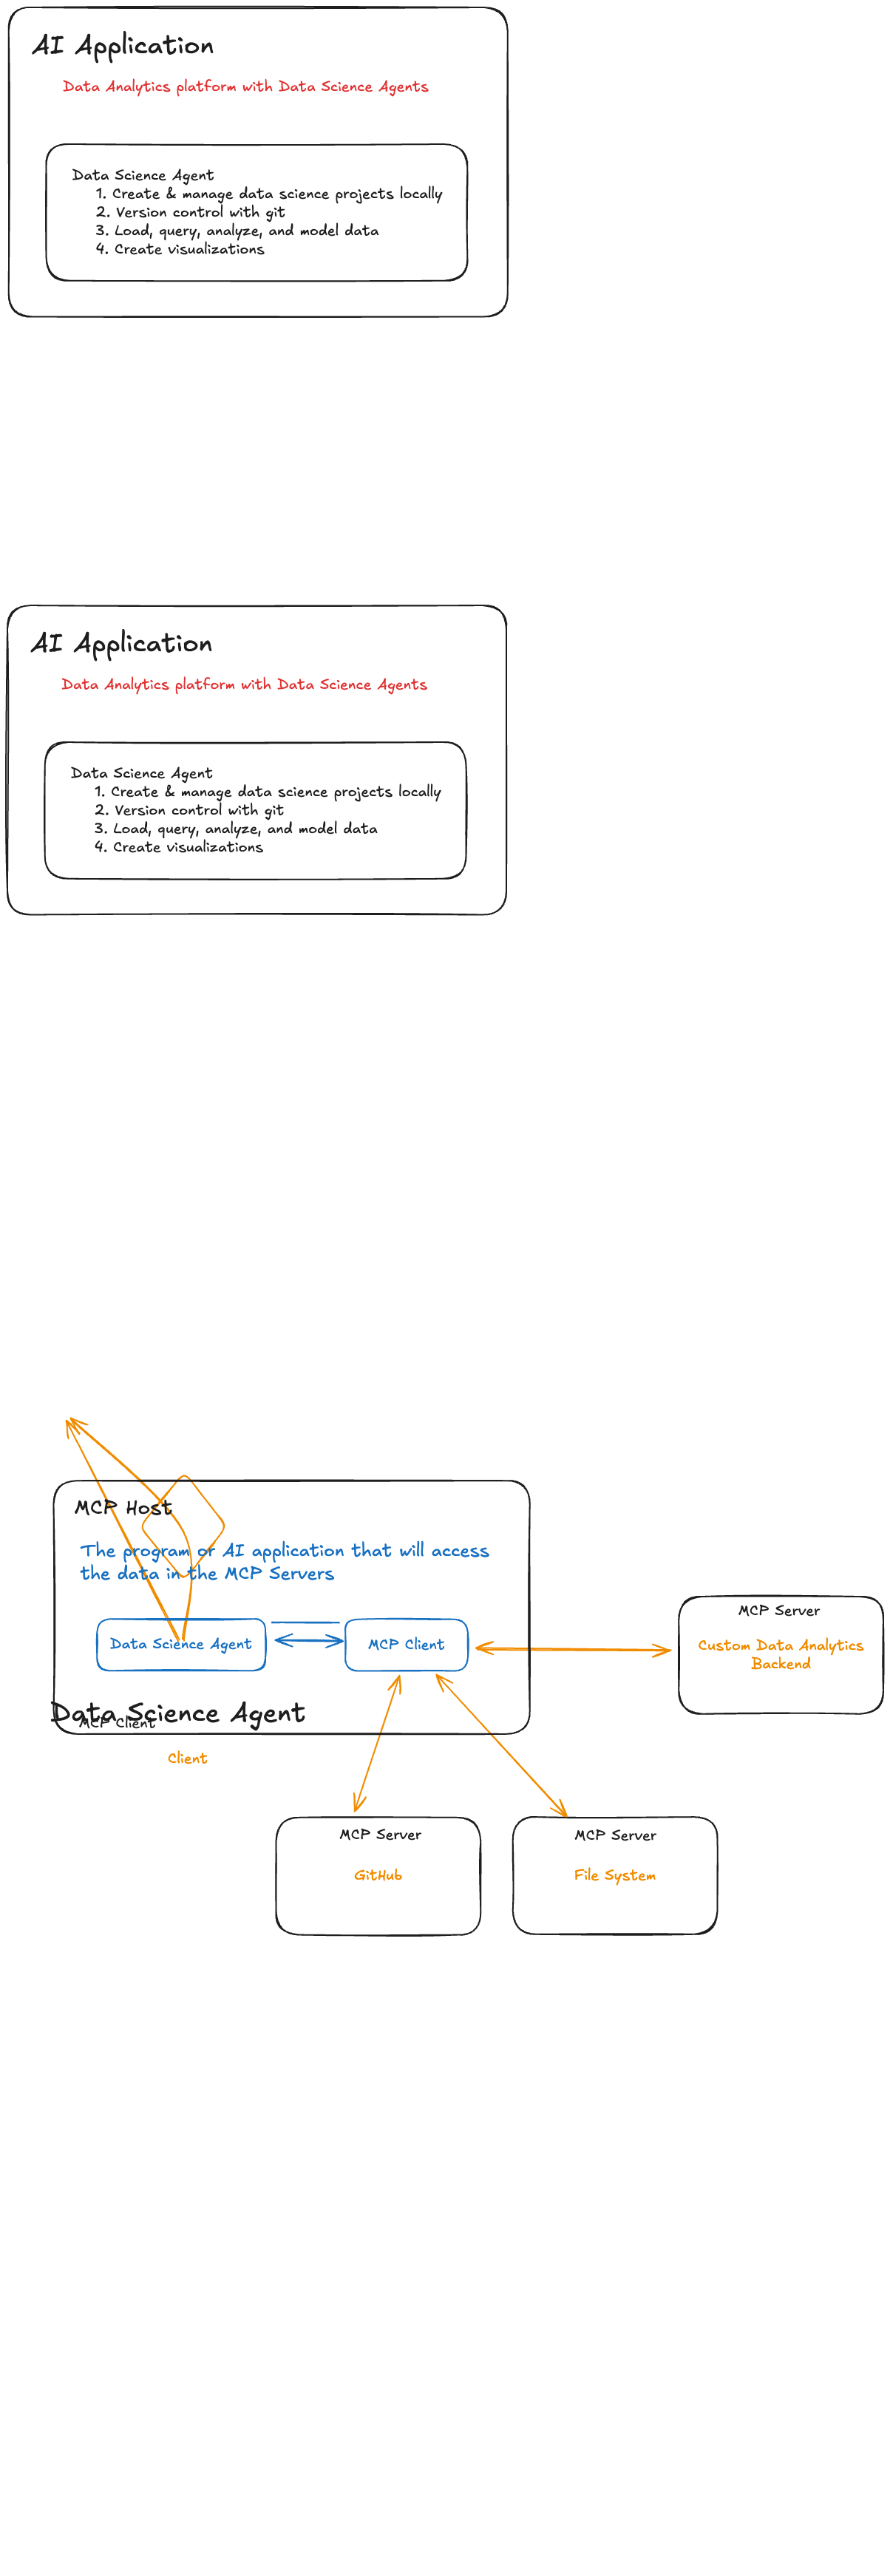 AI Application
Data Analytics platform with Data Science Agents
Data Science Agent
1. Create & manage data science projects locally
2. Version control with git
3. Load, query, analyze, and model data
4. Create visualizations
AI Application
Data Analytics platform with Data Science Agents
Data Science Agent
1. Create & manage data science projects locally
2. Version control with git
3. Load, query, analyze, and model data
4. Create visualizations
MCP Host
The program or AI application that will access
the data in the MCP Servers
Data Science Agent
MCP Client
MCP Server
Custom Data Analytics
Backend
Data Science Agent
MCP Client
Client
MCP Server
GitHub
MCP Server
File System